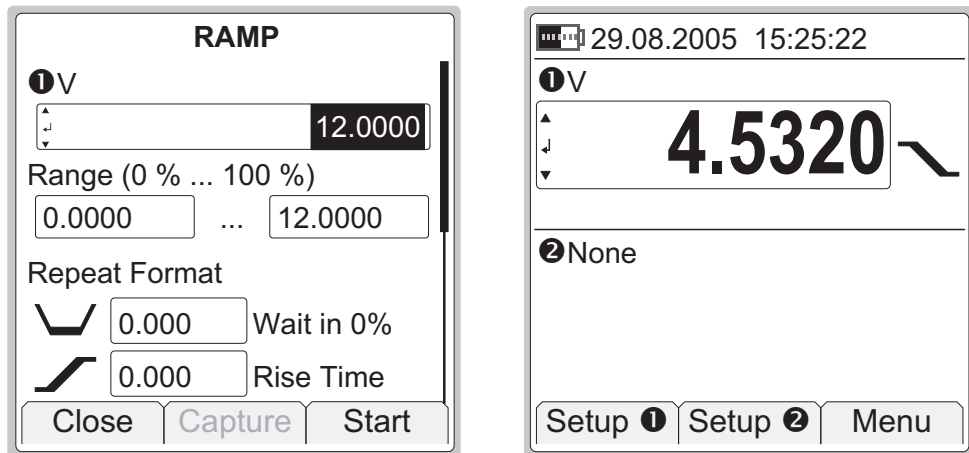 RAMP
❶V
12.0000
Range (0 % ... 100 %)
0.0000 ... 12.0000
Repeat Format
0.000 Wait in 0%
0.000 Rise Time
Close Capture Start
29.08.2005 15:25:22
❶V
4.5320
❷None
Setup ❶ Setup ❷ Menu